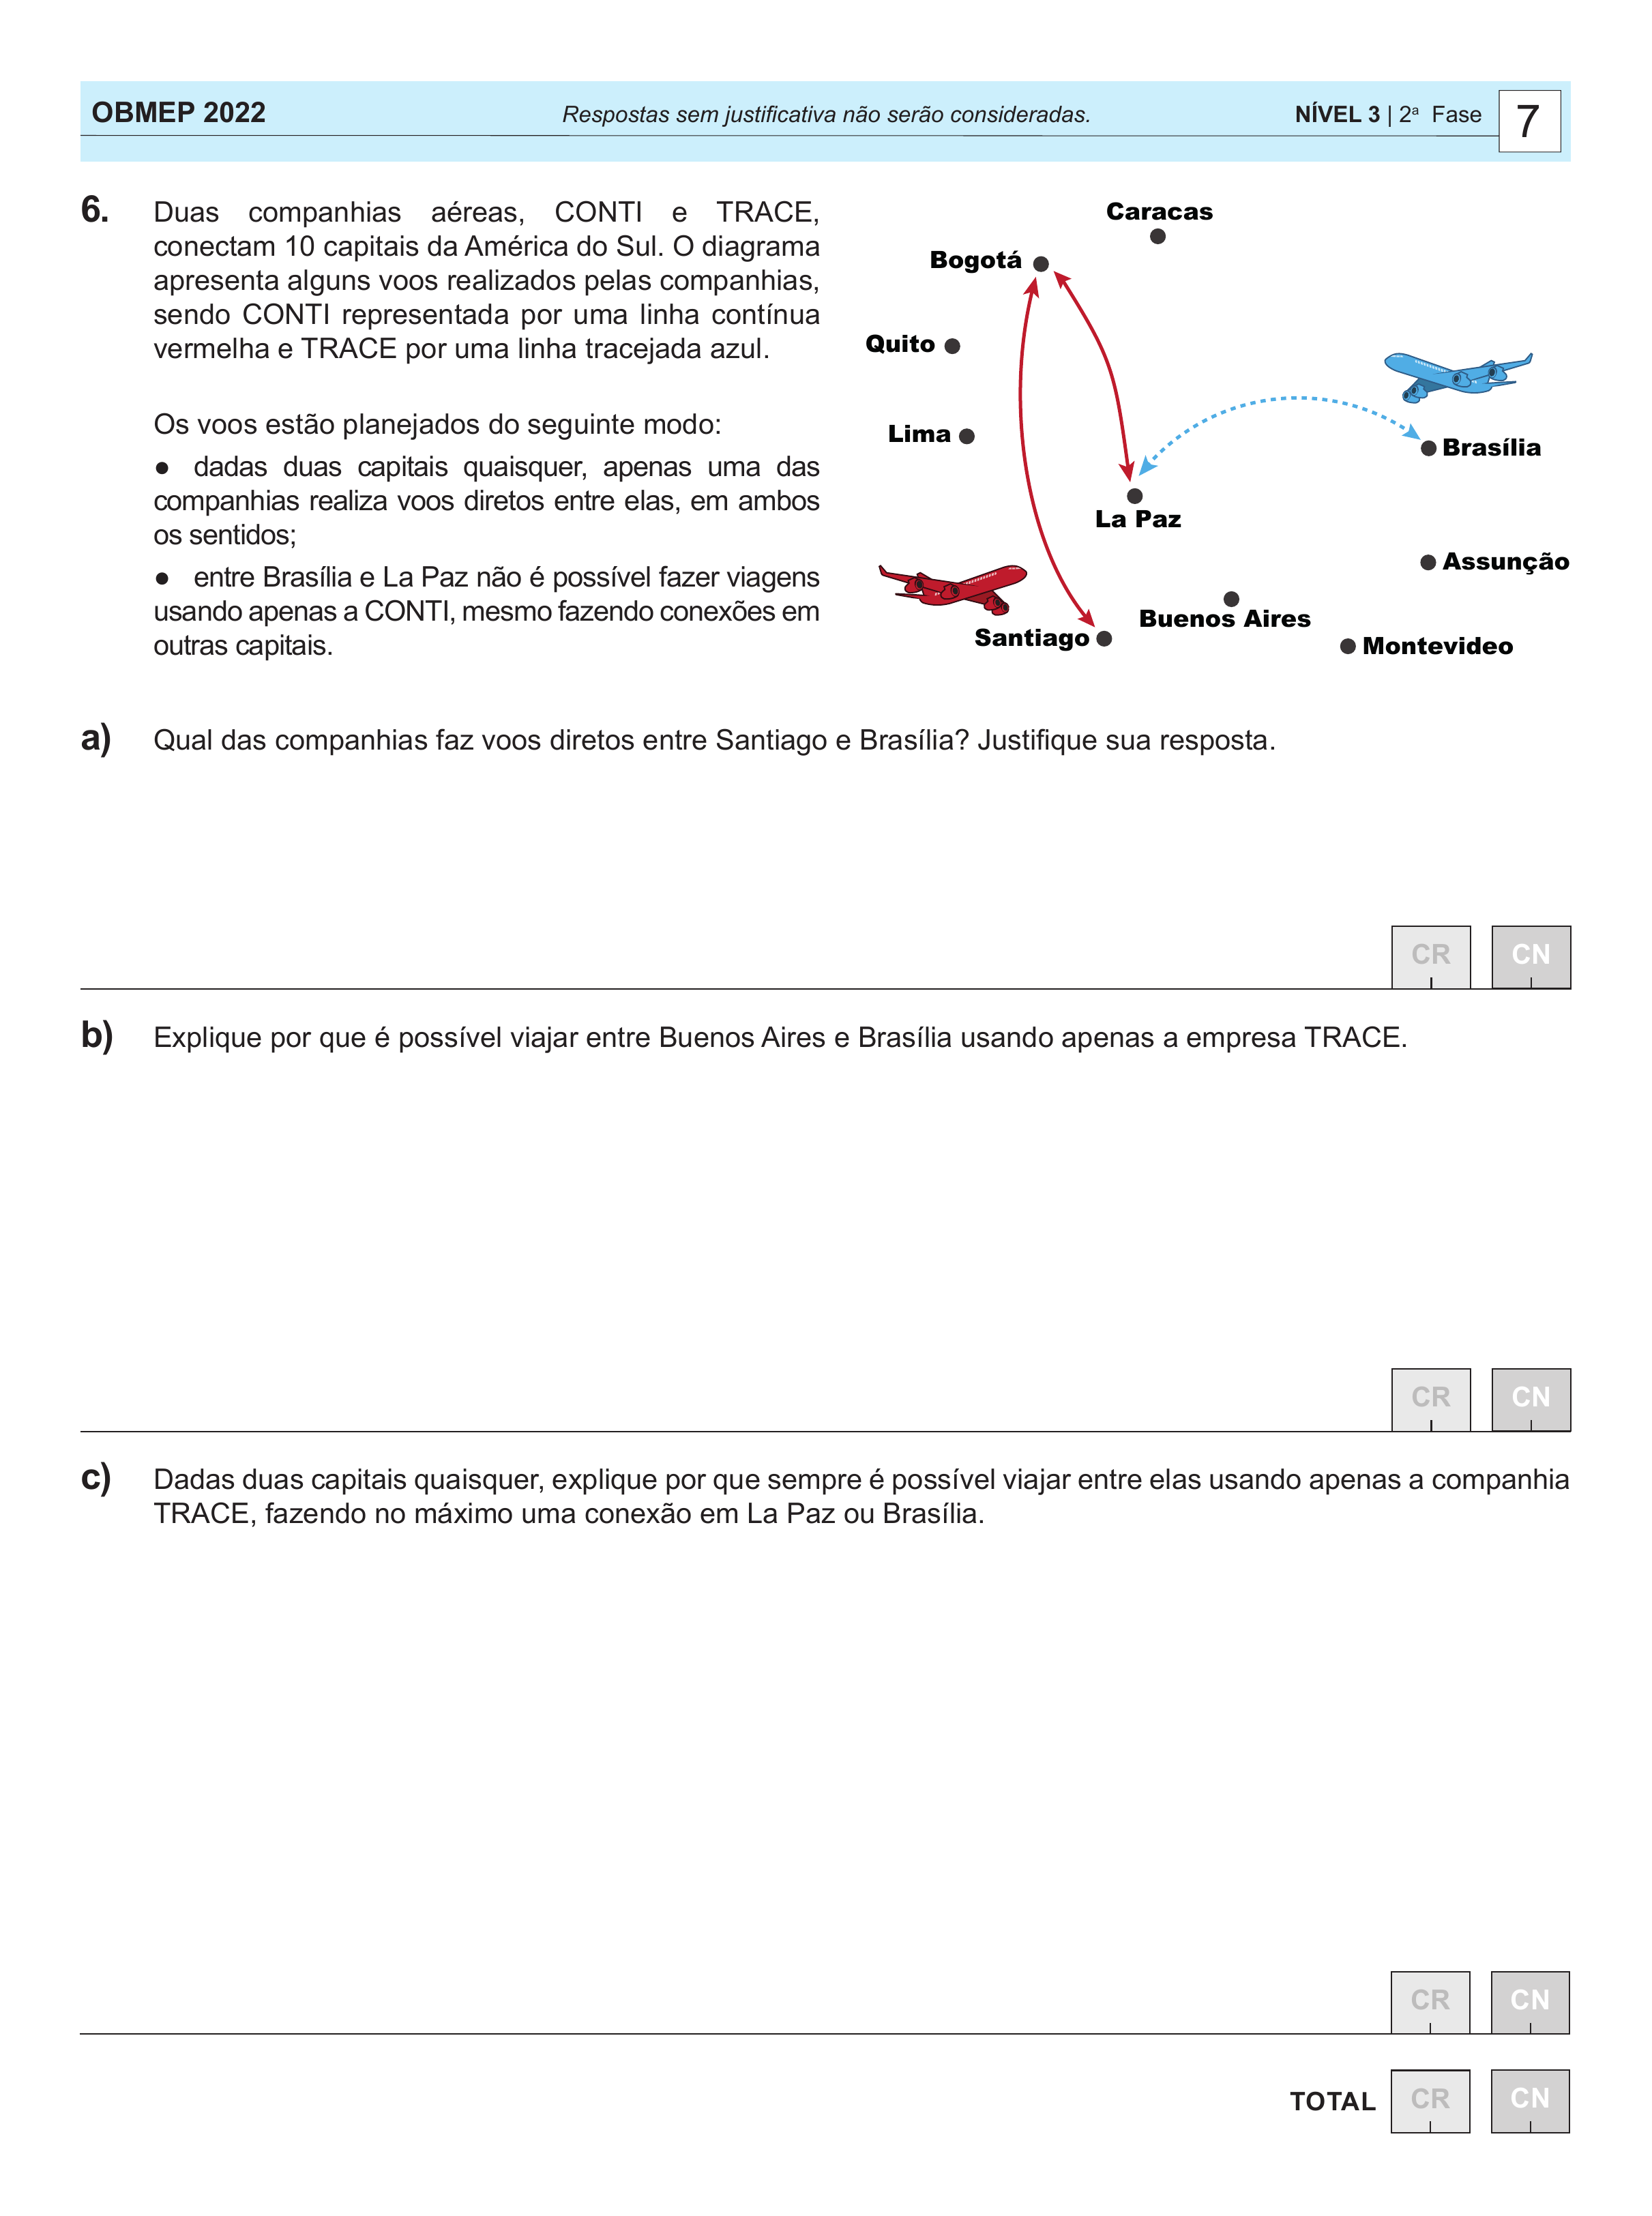 OBMEP 2022
Respostas sem justificativa não serão consideradas.
NÍVEL 3 | 2ª Fase
7
6.
Duas companhias aéreas, CONTI e TRACE,
conectam 10 capitais da América do Sul. O diagrama
apresenta alguns voos realizados pelas companhias,
sendo CONTI representada por uma linha contínua
vermelha e TRACE por uma linha tracejada azul.
Os voos estão planejados do seguinte modo:
● dadas duas capitais quaisquer, apenas uma das
companhias realiza voos diretos entre elas, em ambos
os sentidos;
● entre Brasília e La Paz não é possível fazer viagens
usando apenas a CONTI, mesmo fazendo conexões em
outras capitais.
Caracas
Bogotá
Quito
Lima
Brasília
La Paz
Assunção
Buenos Aires
Santiago
Montevideo
a) Qual das companhias faz voos diretos entre Santiago e Brasília? Justifique sua resposta.
CR CN
b) Explique por que é possível viajar entre Buenos Aires e Brasília usando apenas a empresa TRACE.
CR CN
c) Dadas duas capitais quaisquer, explique por que sempre é possível viajar entre elas usando apenas a companhia
TRACE, fazendo no máximo uma conexão em La Paz ou Brasília.
CR CN
TOTAL CR CN